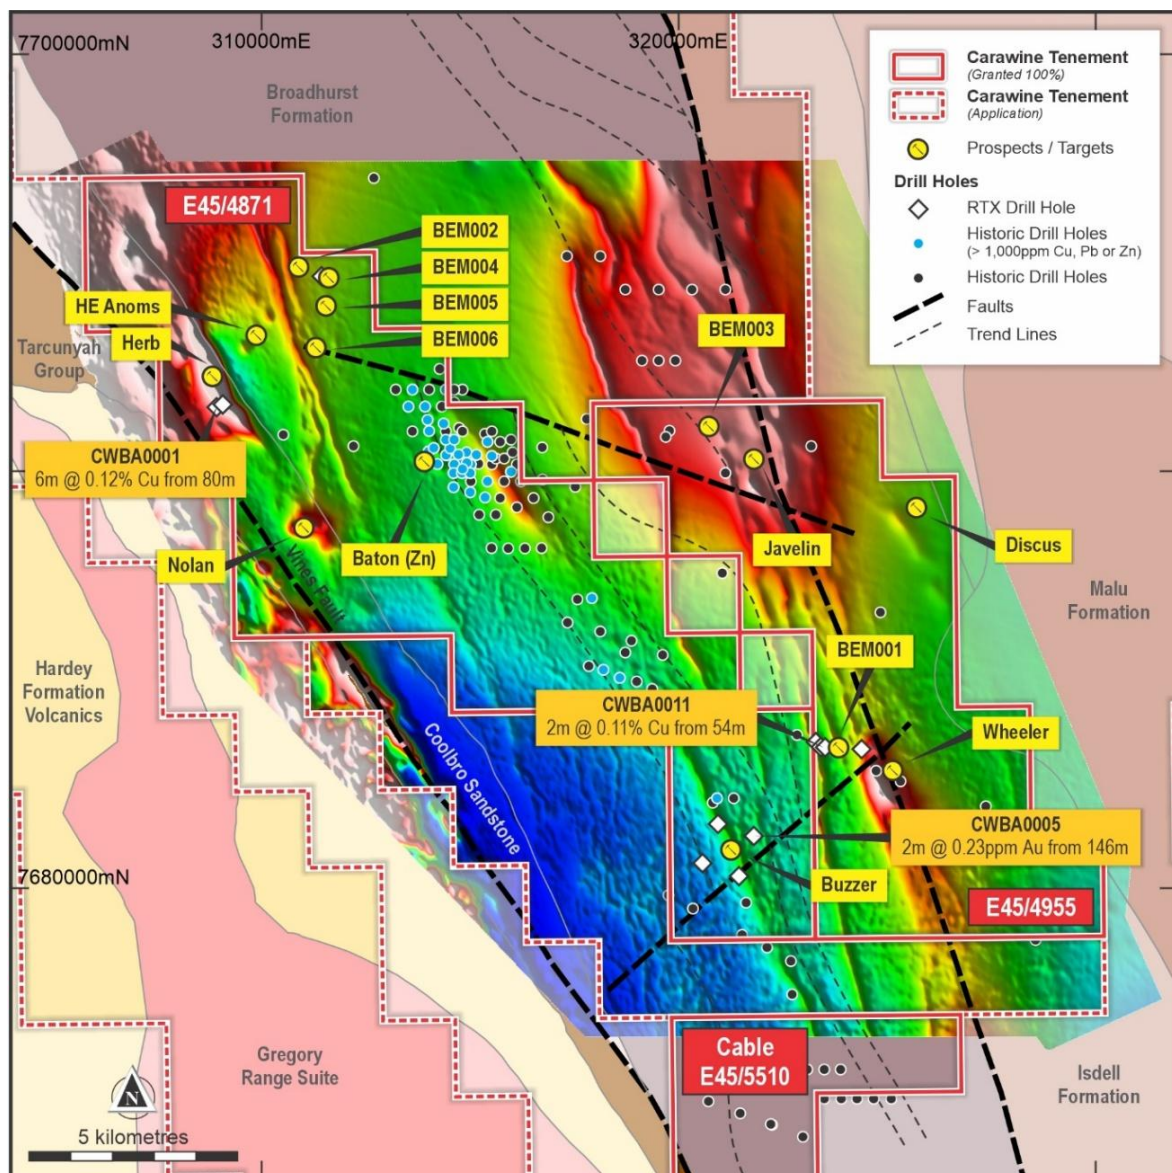 7700000mN
310000mE
320000mE
Carawine Tenement
(Granted 100%)
Carawine Tenement
(Application)
Prospects / Targets
Drill Holes
RTX Drill Hole
Historic Drill Holes
(> 1,000ppm Cu, Pb or Zn)
Historic Drill Holes
Faults
Trend Lines
Broadhurst
Formation
E45/4871
BEM002
BEM004
BEM005
BEM006
HE Anoms
Herb
Tarcunyah
Group
BEM003
CWBA0001
6m @ 0.12% Cu from 80m
Nolan
Vines Fault
Baton (Zn)
Javelin
Discus
Malu
Formation
Hardey
Formation
Volcanics
BEM001
CWBA0011
2m @ 0.11% Cu from 54m
Wheeler
Coolbro Sandstone
CWBA0005
2m @ 0.23ppm Au from 146m
Buzzer
7680000mN
E45/4955
Cable
E45/5510
Gregory
Range Suite
Isdell
Formation
N
5 kilometres